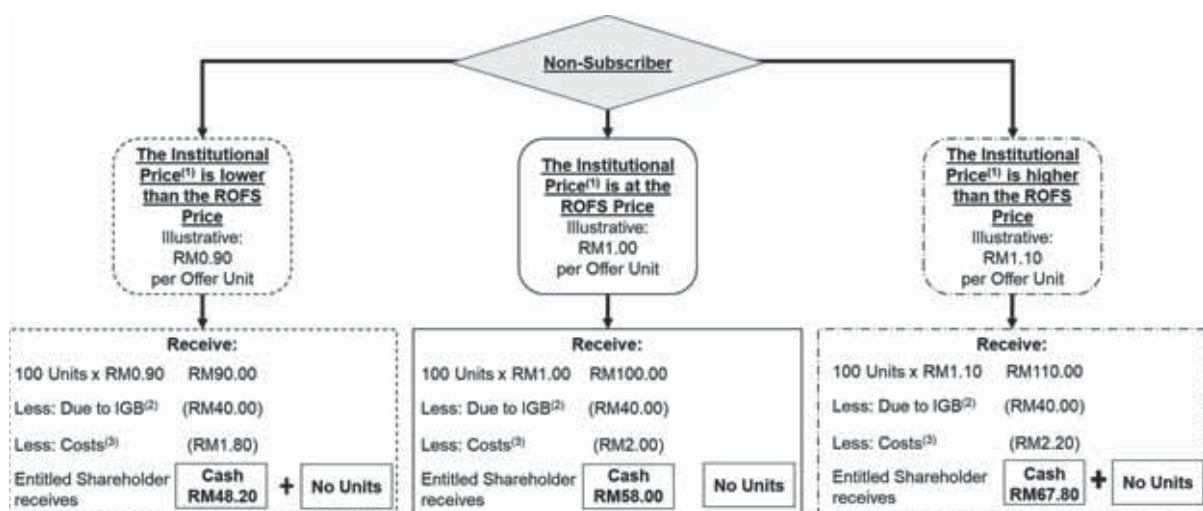 Non-Subscriber
The Institutional
Price(1) is lower
than the ROFS
Price
Illustrative:
RM0.90
per Offer Unit
The Institutional
Price(1) is at the
ROFS Price
Illustrative:
RM1.00
per Offer Unit
The Institutional
Price(1) is higher
than the ROFS
Price
Illustrative:
RM1.10
per Offer Unit
Receive:
100 Units x RM0.90 RM90.00
Less: Due to IGB(2) (RM40.00)
Less: Costs(3) (RM1.80)
Entitled Shareholder
receives
Cash
RM48.20
+
No Units
Receive:
100 Units x RM1.00 RM100.00
Less: Due to IGB(2) (RM40.00)
Less: Costs(3) (RM2.00)
Entitled Shareholder
receives
Cash
RM58.00
No Units
Receive:
100 Units x RM1.10 RM110.00
Less: Due to IGB(2) (RM40.00)
Less: Costs(3) (RM2.20)
Entitled Shareholder
receives
Cash
RM67.80
+
No Units